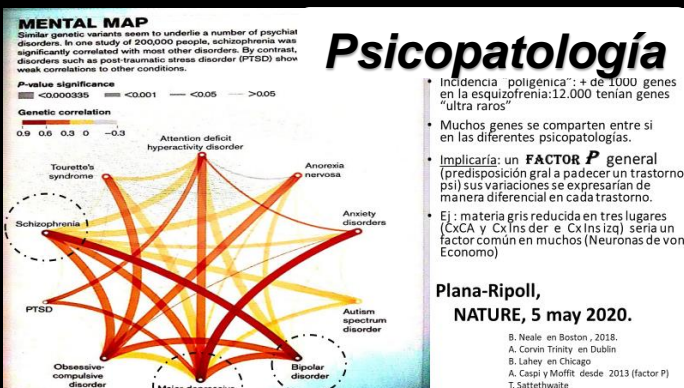 MENTAL MAP
Similar genetic variants seem to underlie a number of psychiat
disorders. In one study of 200,000 people, schizophrenia was
significantly correlated with most other disorders. By contrast,
disorders such as post-traumatic stress disorder (PTSD) show
weak correlations to other conditions.
P-value significance
<0.000335 <0.001 <0.05 >0.05
Genetic correlation
0.9 0.6 0.3 0 −0.3
Attention deficit
hyperactivity disorder
Tourette's
syndrome
Anorexia
nervosa
Schizophrenia
Anxiety
disorders
PTSD
Autism
spectrum
disorder
Obsessive-
compulsive
disorder
Bipolar
disorder
Major depressive
Psicopatología
• Incidencia "poligénica": + de 1000 genes
en la esquizofrenia:12.000 tenían genes
"ultra raros"
• Muchos genes se comparten entre si
en las diferentes psicopatologías.
• Implicaría: un FACTOR P general
(predisposición gral a padecer un trastorno
psi) sus variaciones se expresarían de
manera diferencial en cada trastorno.
• Ej : materia gris reducida en tres lugares
(CxCA y Cx Ins der e Cx Ins izq) seria un
factor común en muchos (Neuronas de von
Economo)
Plana-Ripoll,
NATURE, 5 may 2020.
B. Neale en Boston , 2018.
A. Corvin Trinity en Dublin
B. Lahey en Chicago
A. Caspi y Moffit desde 2013 (factor P)
T. Sattethwaite